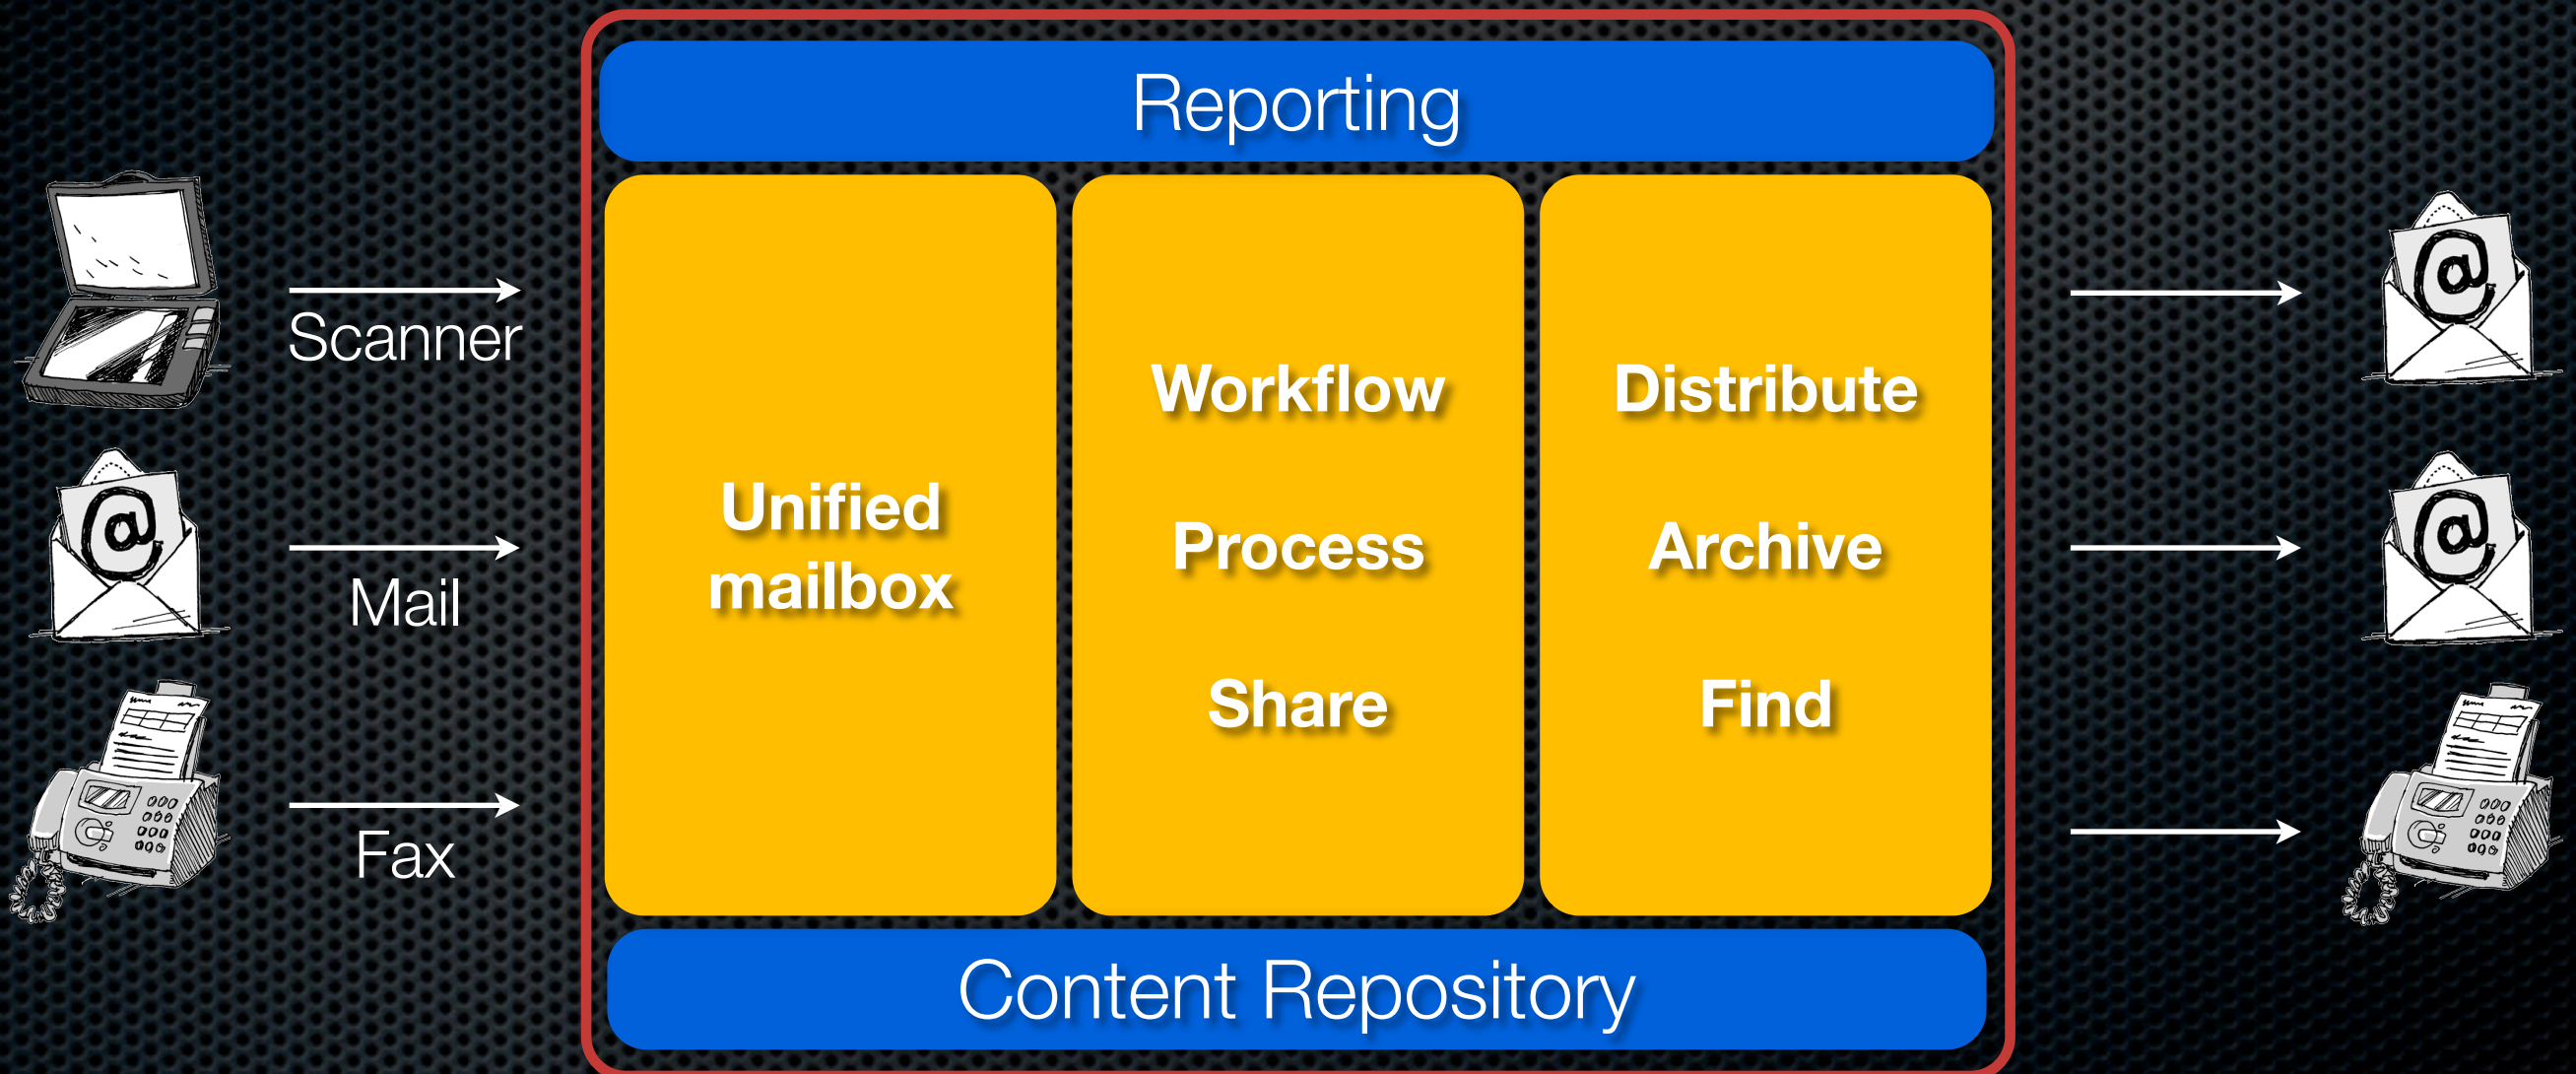 Reporting
Scanner
Mail
Fax
Unified
mailbox
Workflow
Process
Share
Distribute
Archive
Find
Content Repository
@
@
@